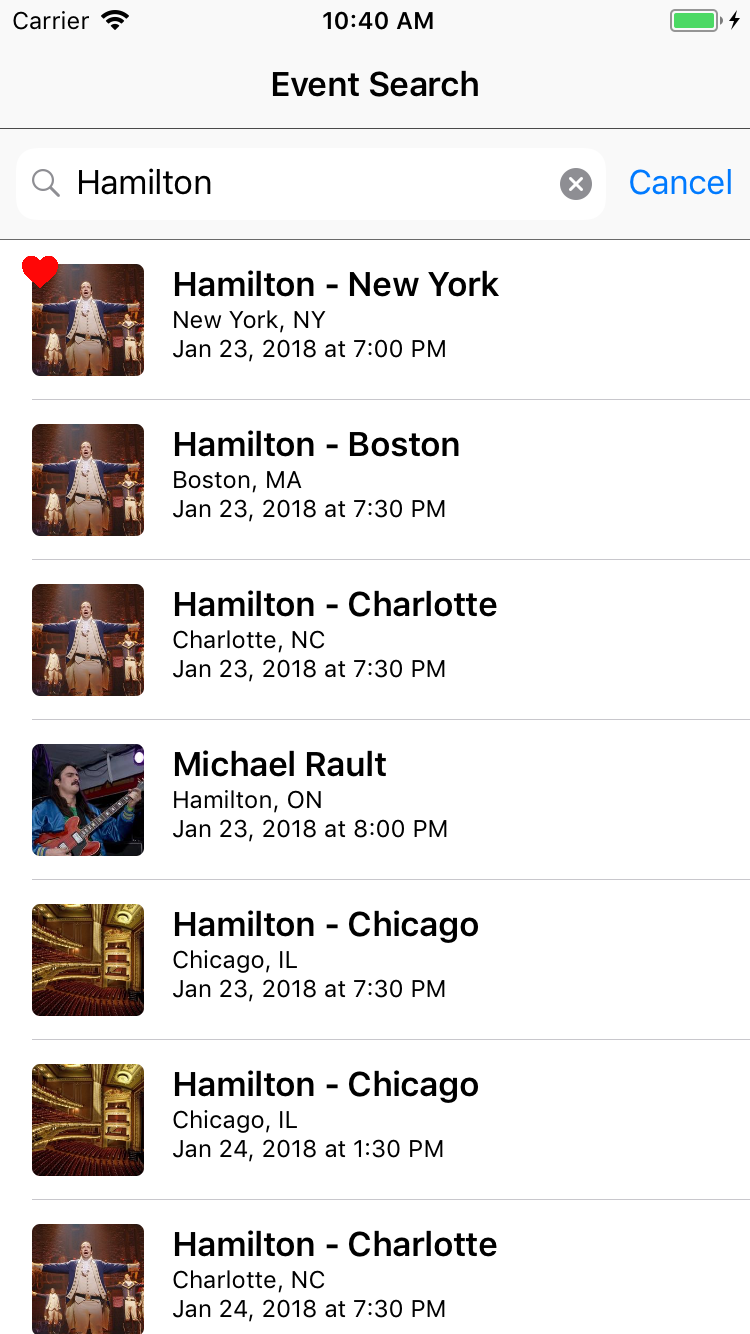 Carrier 10:40 AM
Event Search
Hamilton Cancel
Hamilton - New York
New York, NY
Jan 23, 2018 at 7:00 PM
Hamilton - Boston
Boston, MA
Jan 23, 2018 at 7:30 PM
Hamilton - Charlotte
Charlotte, NC
Jan 23, 2018 at 7:30 PM
Michael Rault
Hamilton, ON
Jan 23, 2018 at 8:00 PM
Hamilton - Chicago
Chicago, IL
Jan 23, 2018 at 7:30 PM
Hamilton - Chicago
Chicago, IL
Jan 24, 2018 at 1:30 PM
Hamilton - Charlotte
Charlotte, NC
Jan 24, 2018 at 7:30 PM